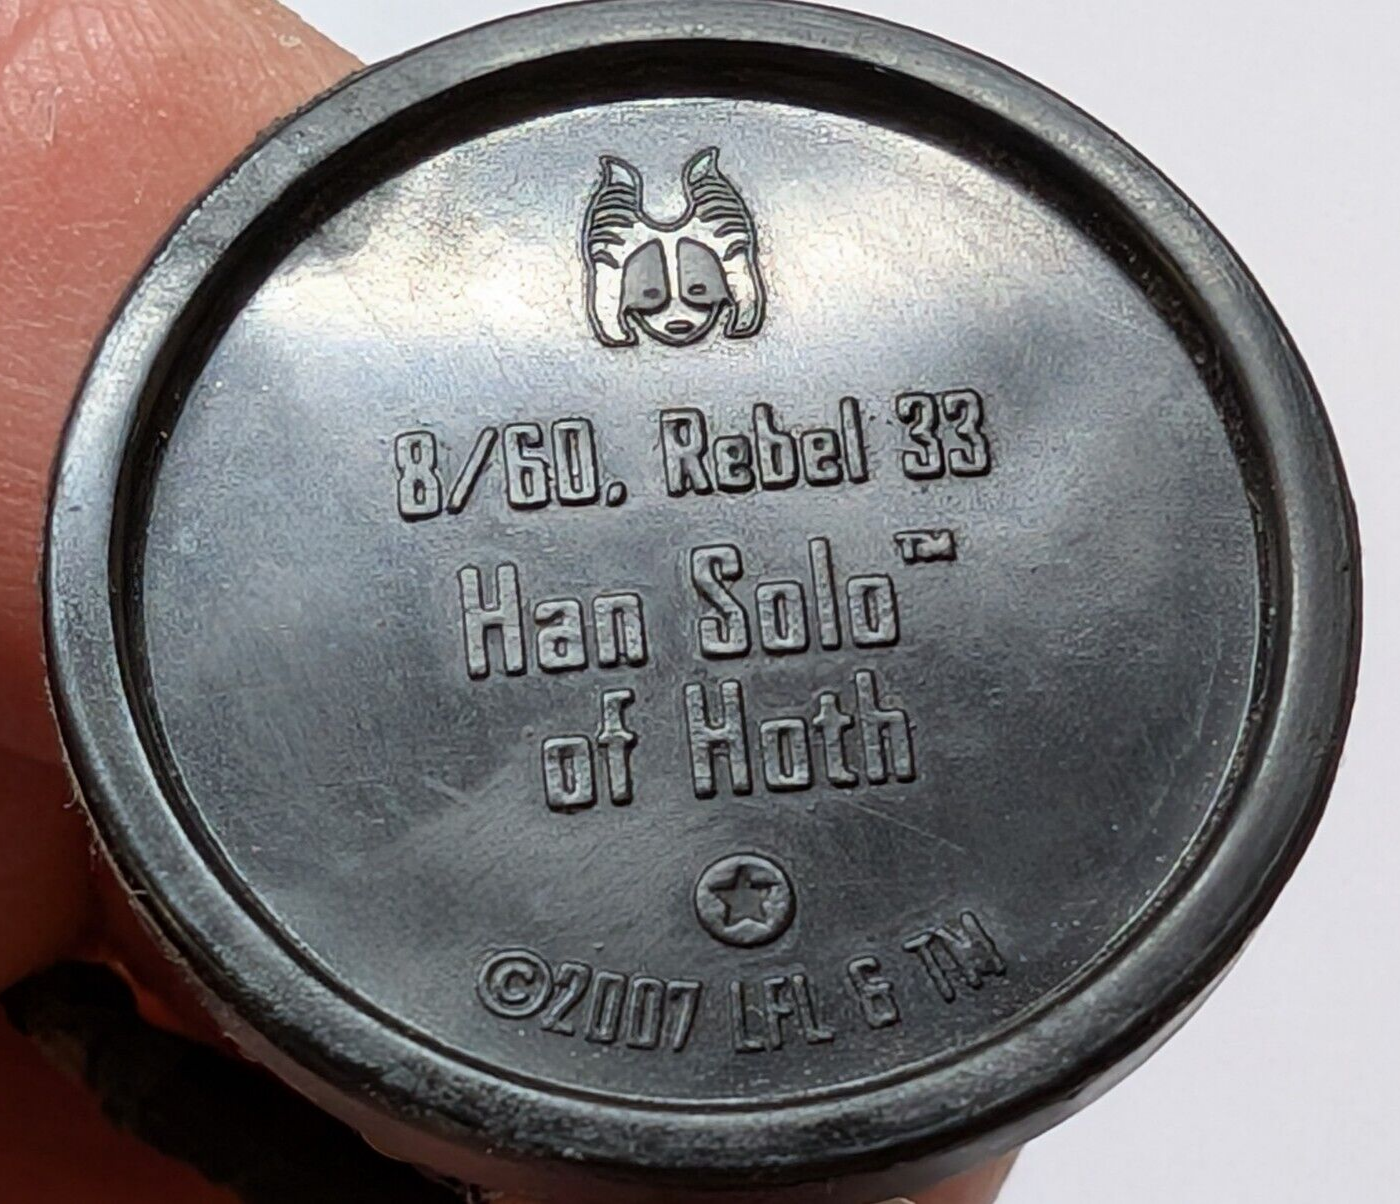 8/60, Rebel 33
Han Solo™
of Hoth
©2007 LFL & TM